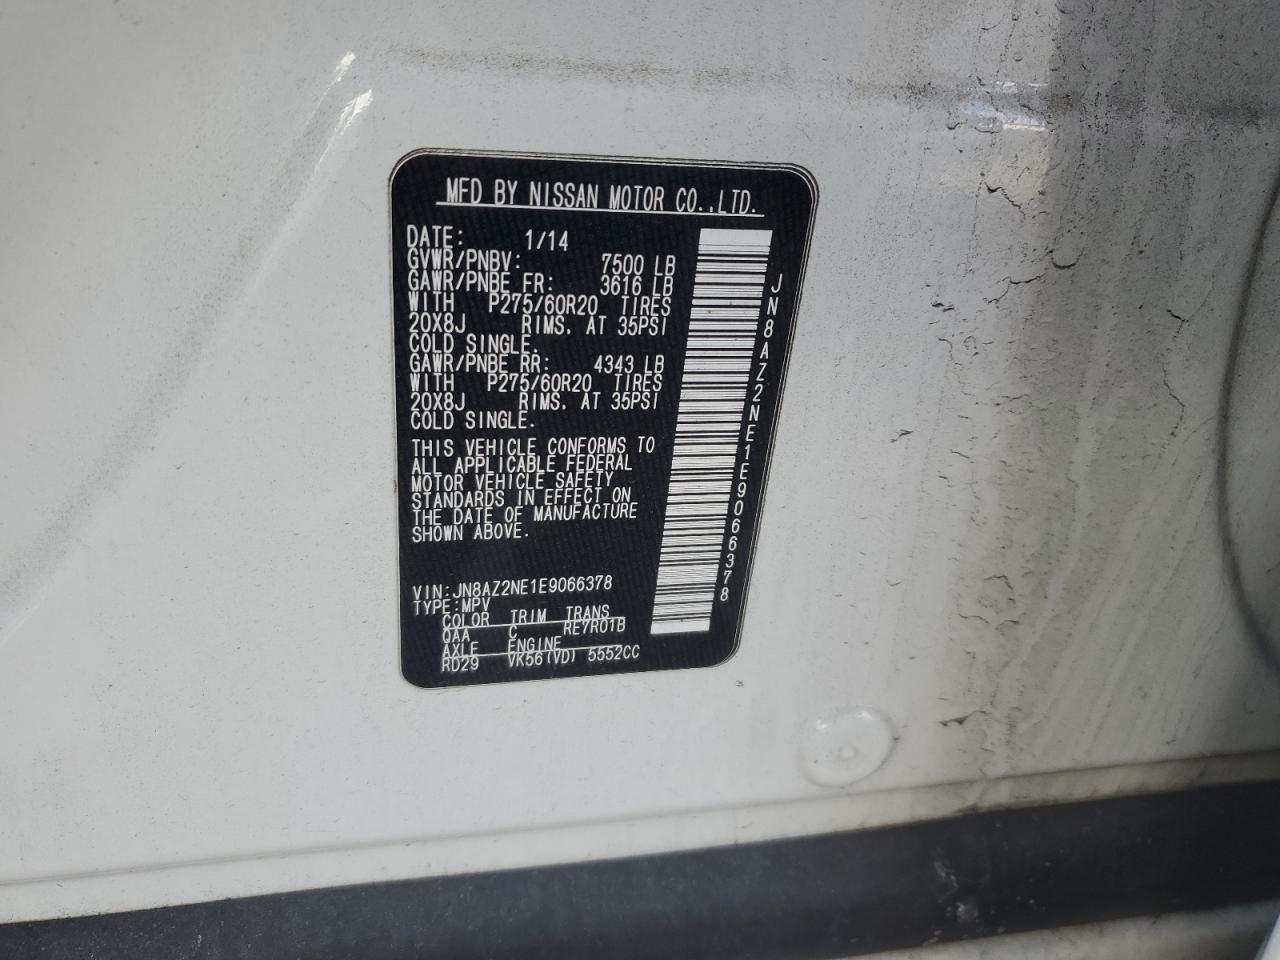 MFD BY NISSAN MOTOR CO.,LTD.
DATE: 1/14
GVWR/PNBV: 7500 LB
GAWR/PNBE FR: 3616 LB
WITH P275/60R20 TIRES
20X8J RIMS. AT 35PSI
COLD SINGLE.
GAWR/PNBE RR: 4343 LB
WITH P275/60R20 TIRES
20X8J RIMS. AT 35PSI
COLD SINGLE.
THIS VEHICLE CONFORMS TO
ALL APPLICABLE FEDERAL
MOTOR VEHICLE SAFETY
STANDARDS IN EFFECT ON
THE DATE OF MANUFACTURE
SHOWN ABOVE.
VIN:JN8AZ2NE1E9066378
TYPE:MPV
COLOR TRIM TRANS
QAA C RE7R01B
AXLE ENGINE
RD29 VK56(VD) 5552CC
JN8AZ2NE1E9066378